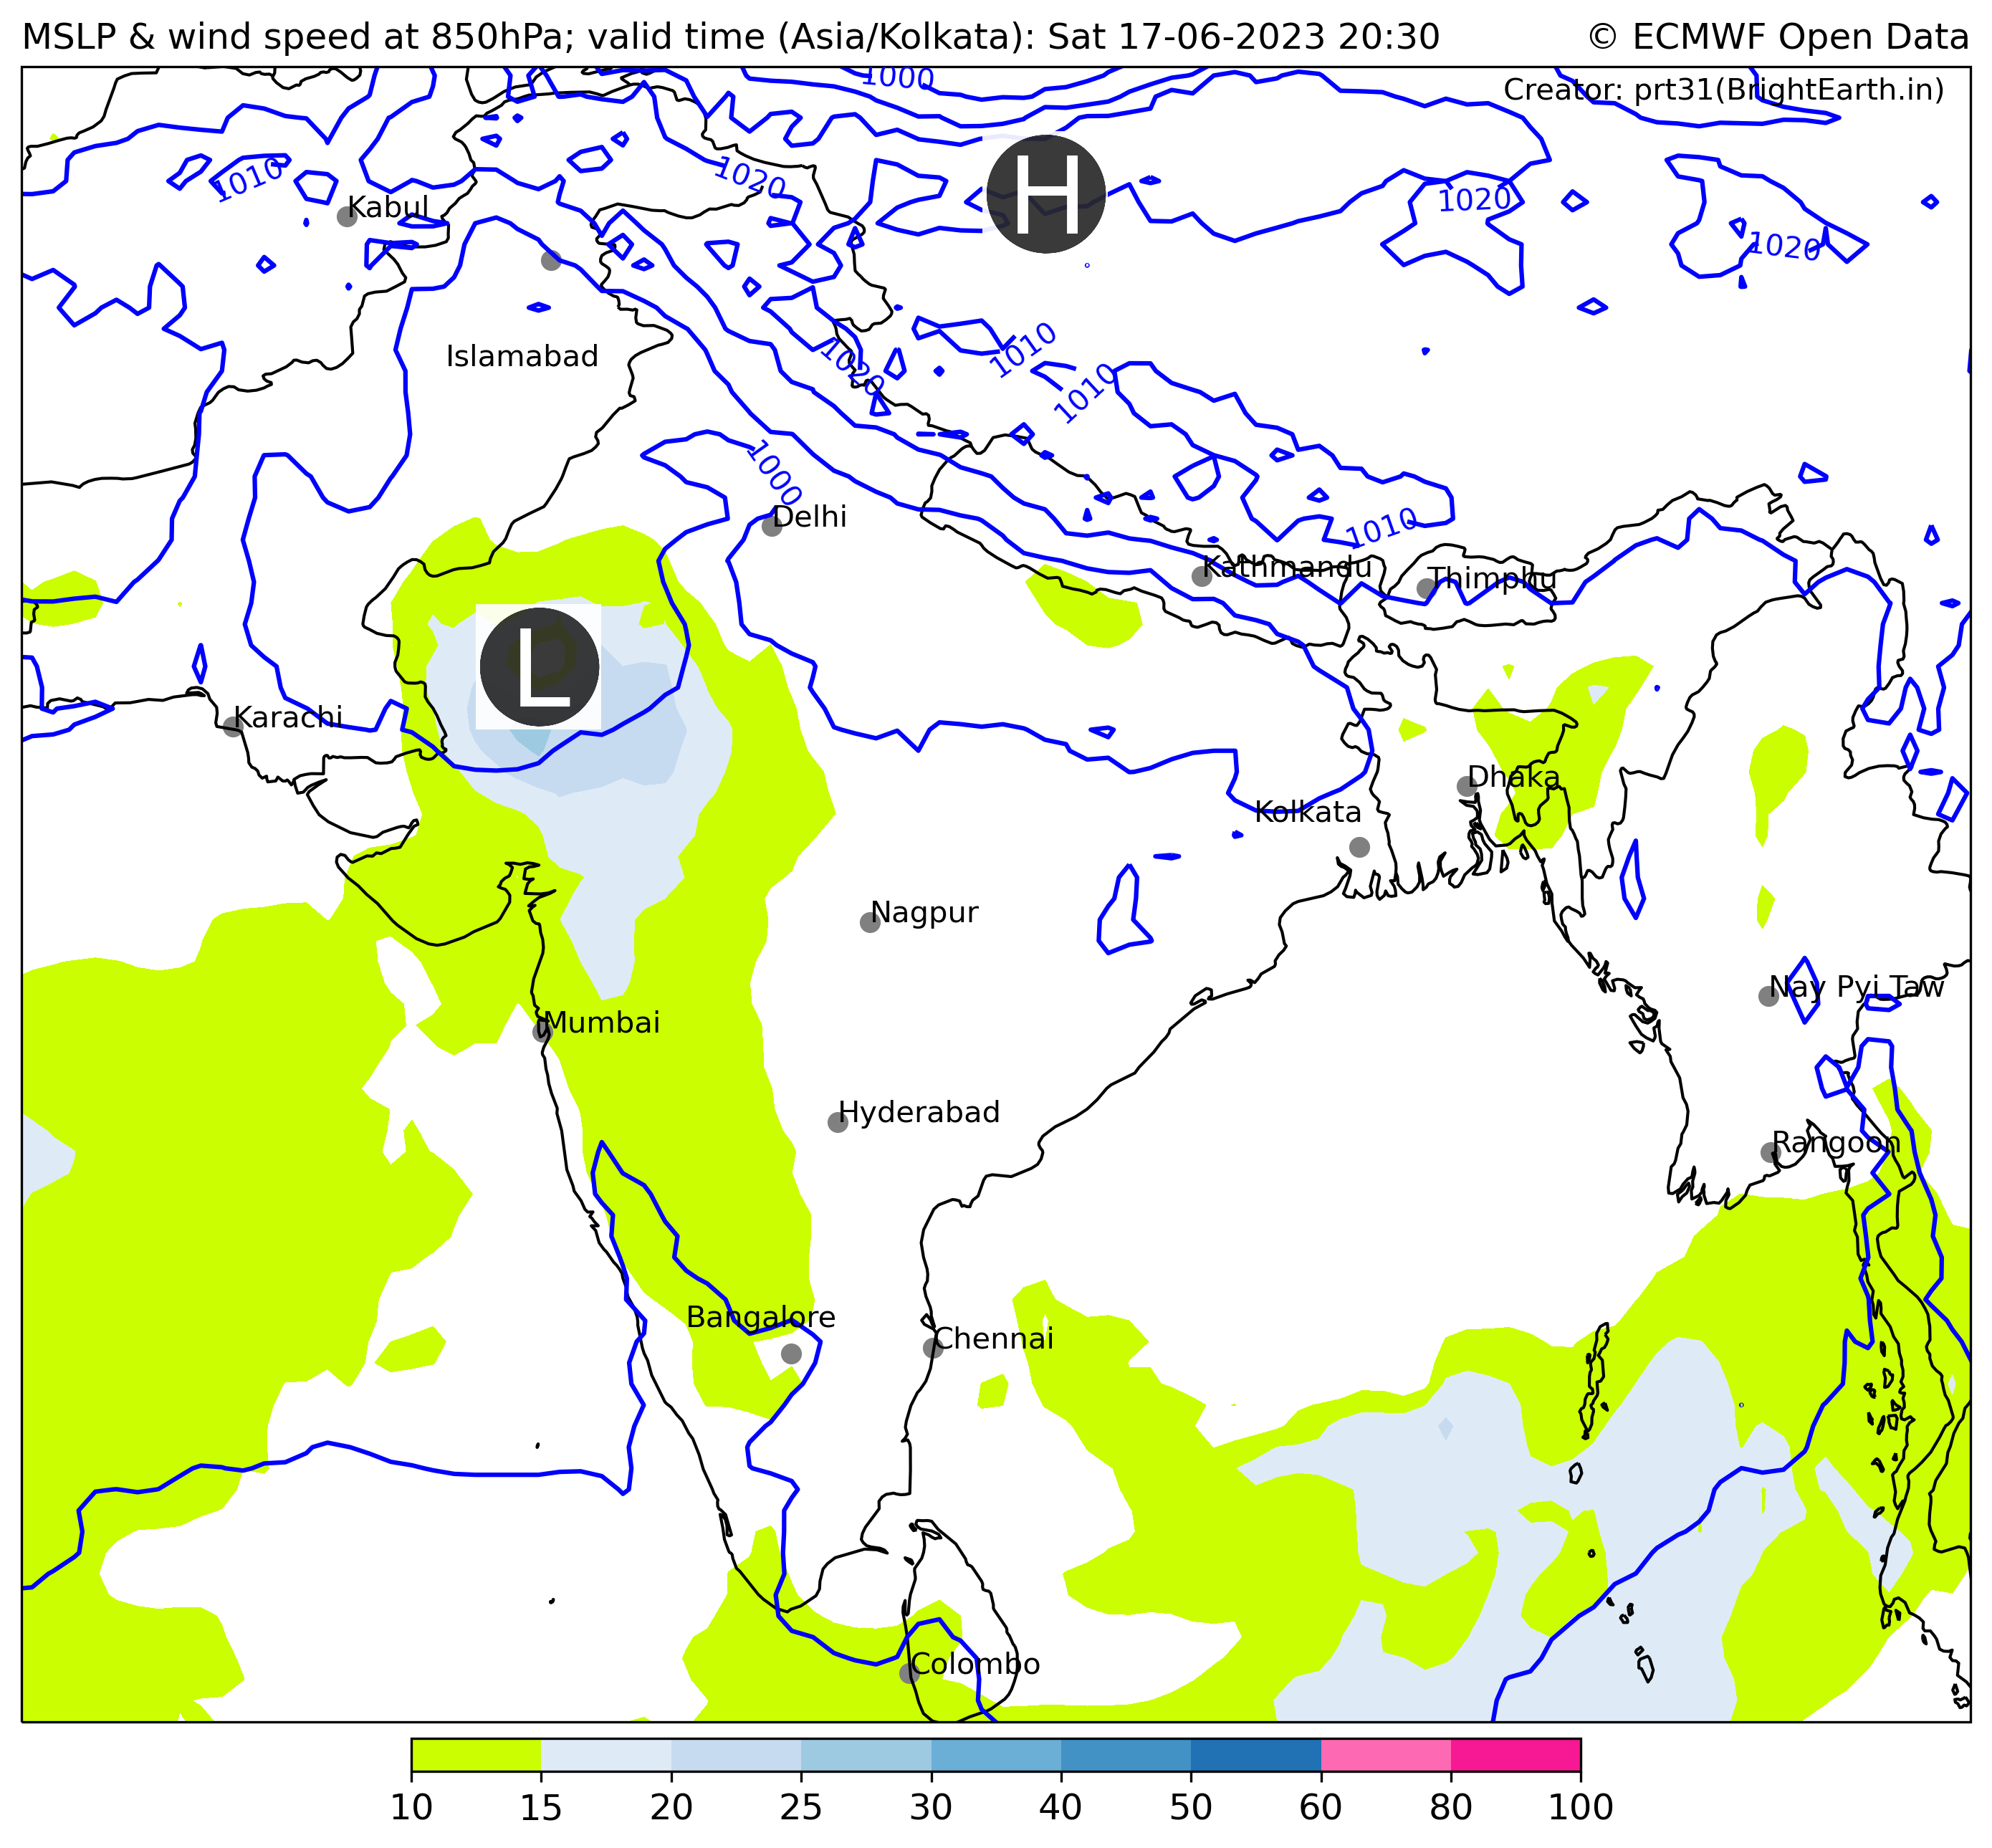 MSLP & wind speed at 850hPa; valid time (Asia/Kolkata): Sat 17-06-2023 20:30 © ECMWF Open Data
1000
Creator: prt31(BrightEarth.in)
H
1010
1020
1020
Kabul
1020
1010
Islamabad
1020
1010
1000
Delhi
1010
Kathmandu
Thimphu
L
Karachi
Dhaka
Kolkata
Nagpur
Nay Pyi Taw
Mumbai
Hyderabad
Rangoon
Bangalore
Chennai
Colombo
10 15 20 25 30 40 50 60 80 100